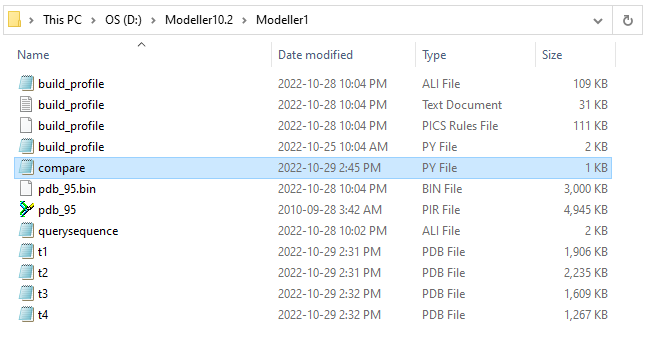 This PC > OS (D:) > Modeller10.2 > Modeller1
Name Date modified Type Size
build_profile 2022-10-28 10:04 PM ALI File 109 KB
build_profile 2022-10-28 10:04 PM Text Document 31 KB
build_profile 2022-10-28 10:04 PM PICS Rules File 111 KB
build_profile 2022-10-25 10:04 AM PY File 2 KB
compare 2022-10-29 2:45 PM PY File 1 KB
pdb_95.bin 2022-10-28 10:04 PM BIN File 3,000 KB
pdb_95 2010-09-28 3:42 AM PIR File 4,945 KB
querysequence 2022-10-28 10:02 PM ALI File 2 KB
t1 2022-10-29 2:31 PM PDB File 1,906 KB
t2 2022-10-29 2:31 PM PDB File 2,235 KB
t3 2022-10-29 2:32 PM PDB File 1,609 KB
t4 2022-10-29 2:32 PM PDB File 1,267 KB